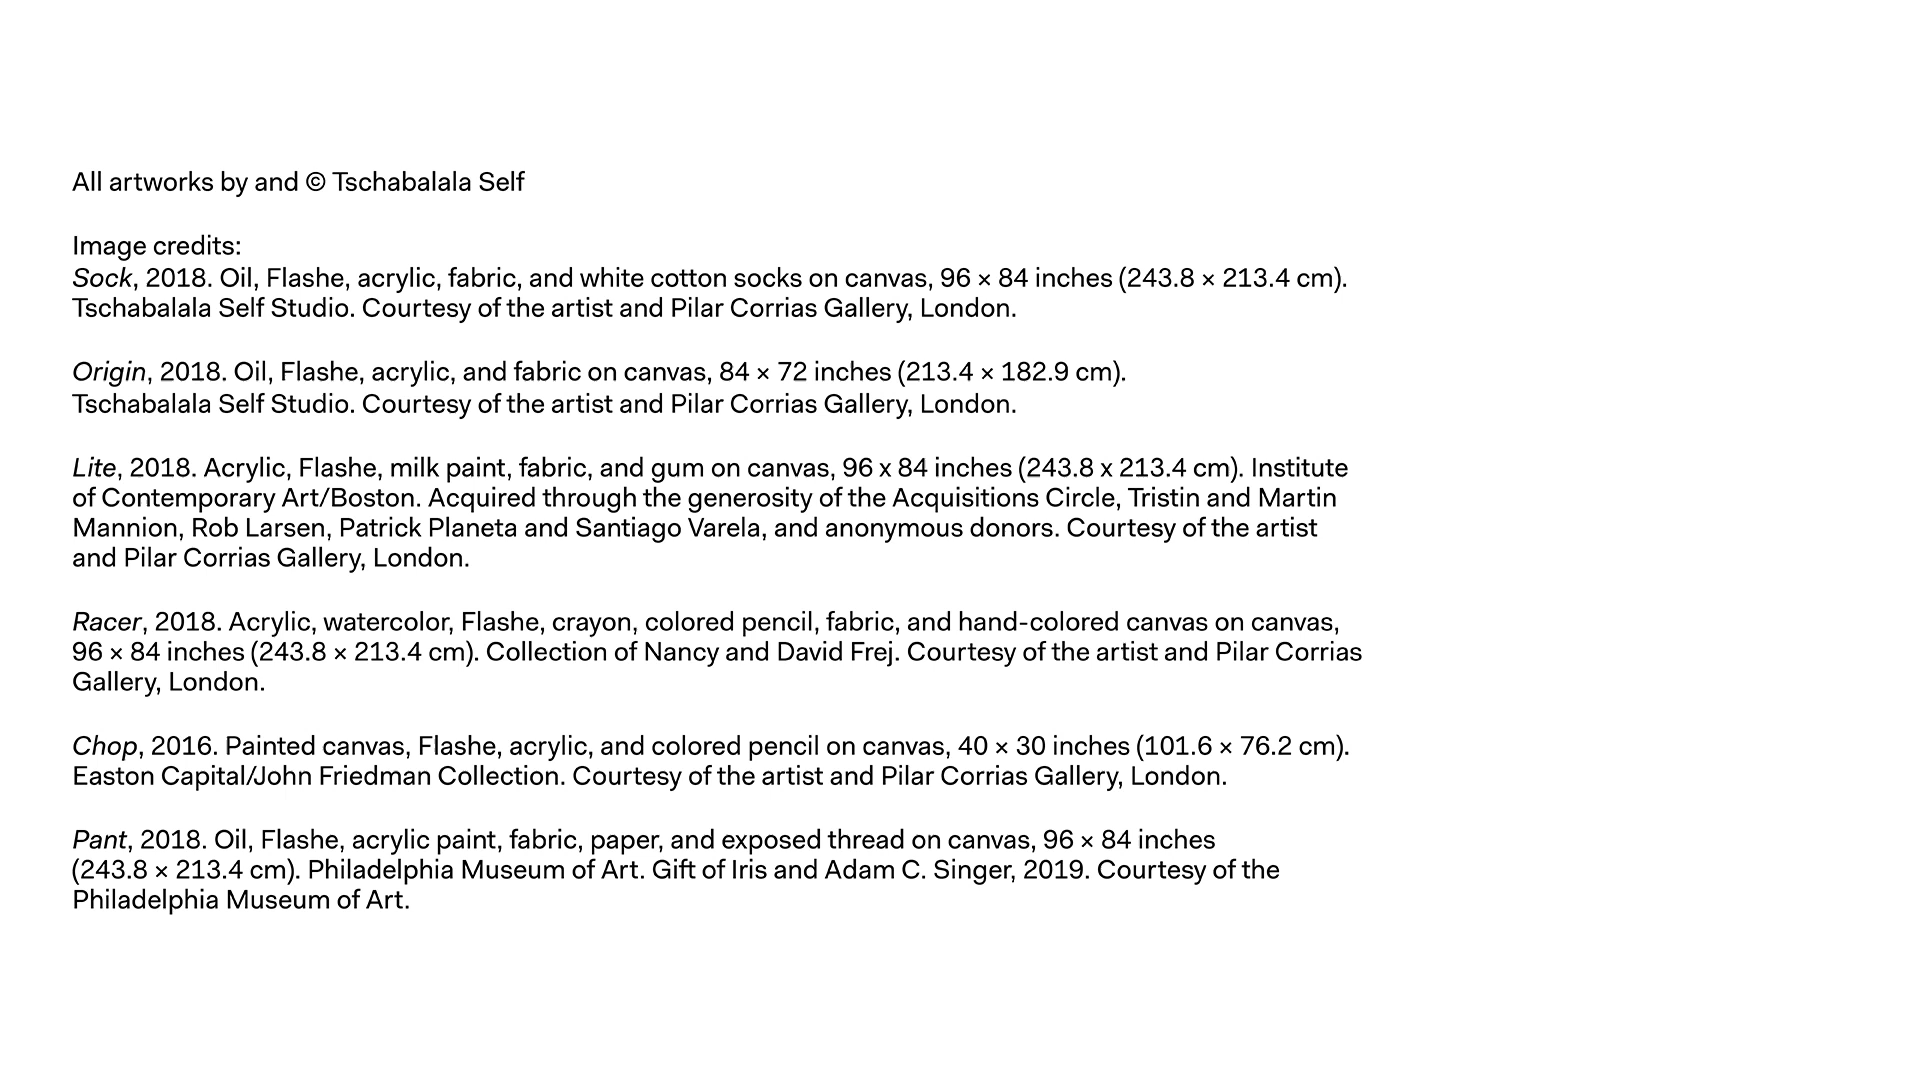 All artworks by and © Tschabalala Self
Image credits:
Sock, 2018. Oil, Flashe, acrylic, fabric, and white cotton socks on canvas, 96 × 84 inches (243.8 × 213.4 cm).
Tschabalala Self Studio. Courtesy of the artist and Pilar Corrias Gallery, London.
Origin, 2018. Oil, Flashe, acrylic, and fabric on canvas, 84 × 72 inches (213.4 × 182.9 cm).
Tschabalala Self Studio. Courtesy of the artist and Pilar Corrias Gallery, London.
Lite, 2018. Acrylic, Flashe, milk paint, fabric, and gum on canvas, 96 x 84 inches (243.8 x 213.4 cm). Institute
of Contemporary Art/Boston. Acquired through the generosity of the Acquisitions Circle, Tristin and Martin
Mannion, Rob Larsen, Patrick Planeta and Santiago Varela, and anonymous donors. Courtesy of the artist
and Pilar Corrias Gallery, London.
Racer, 2018. Acrylic, watercolor, Flashe, crayon, colored pencil, fabric, and hand-colored canvas on canvas,
96 × 84 inches (243.8 × 213.4 cm). Collection of Nancy and David Frej. Courtesy of the artist and Pilar Corrias
Gallery, London.
Chop, 2016. Painted canvas, Flashe, acrylic, and colored pencil on canvas, 40 × 30 inches (101.6 × 76.2 cm).
Easton Capital/John Friedman Collection. Courtesy of the artist and Pilar Corrias Gallery, London.
Pant, 2018. Oil, Flashe, acrylic paint, fabric, paper, and exposed thread on canvas, 96 × 84 inches
(243.8 × 213.4 cm). Philadelphia Museum of Art. Gift of Iris and Adam C. Singer, 2019. Courtesy of the
Philadelphia Museum of Art.